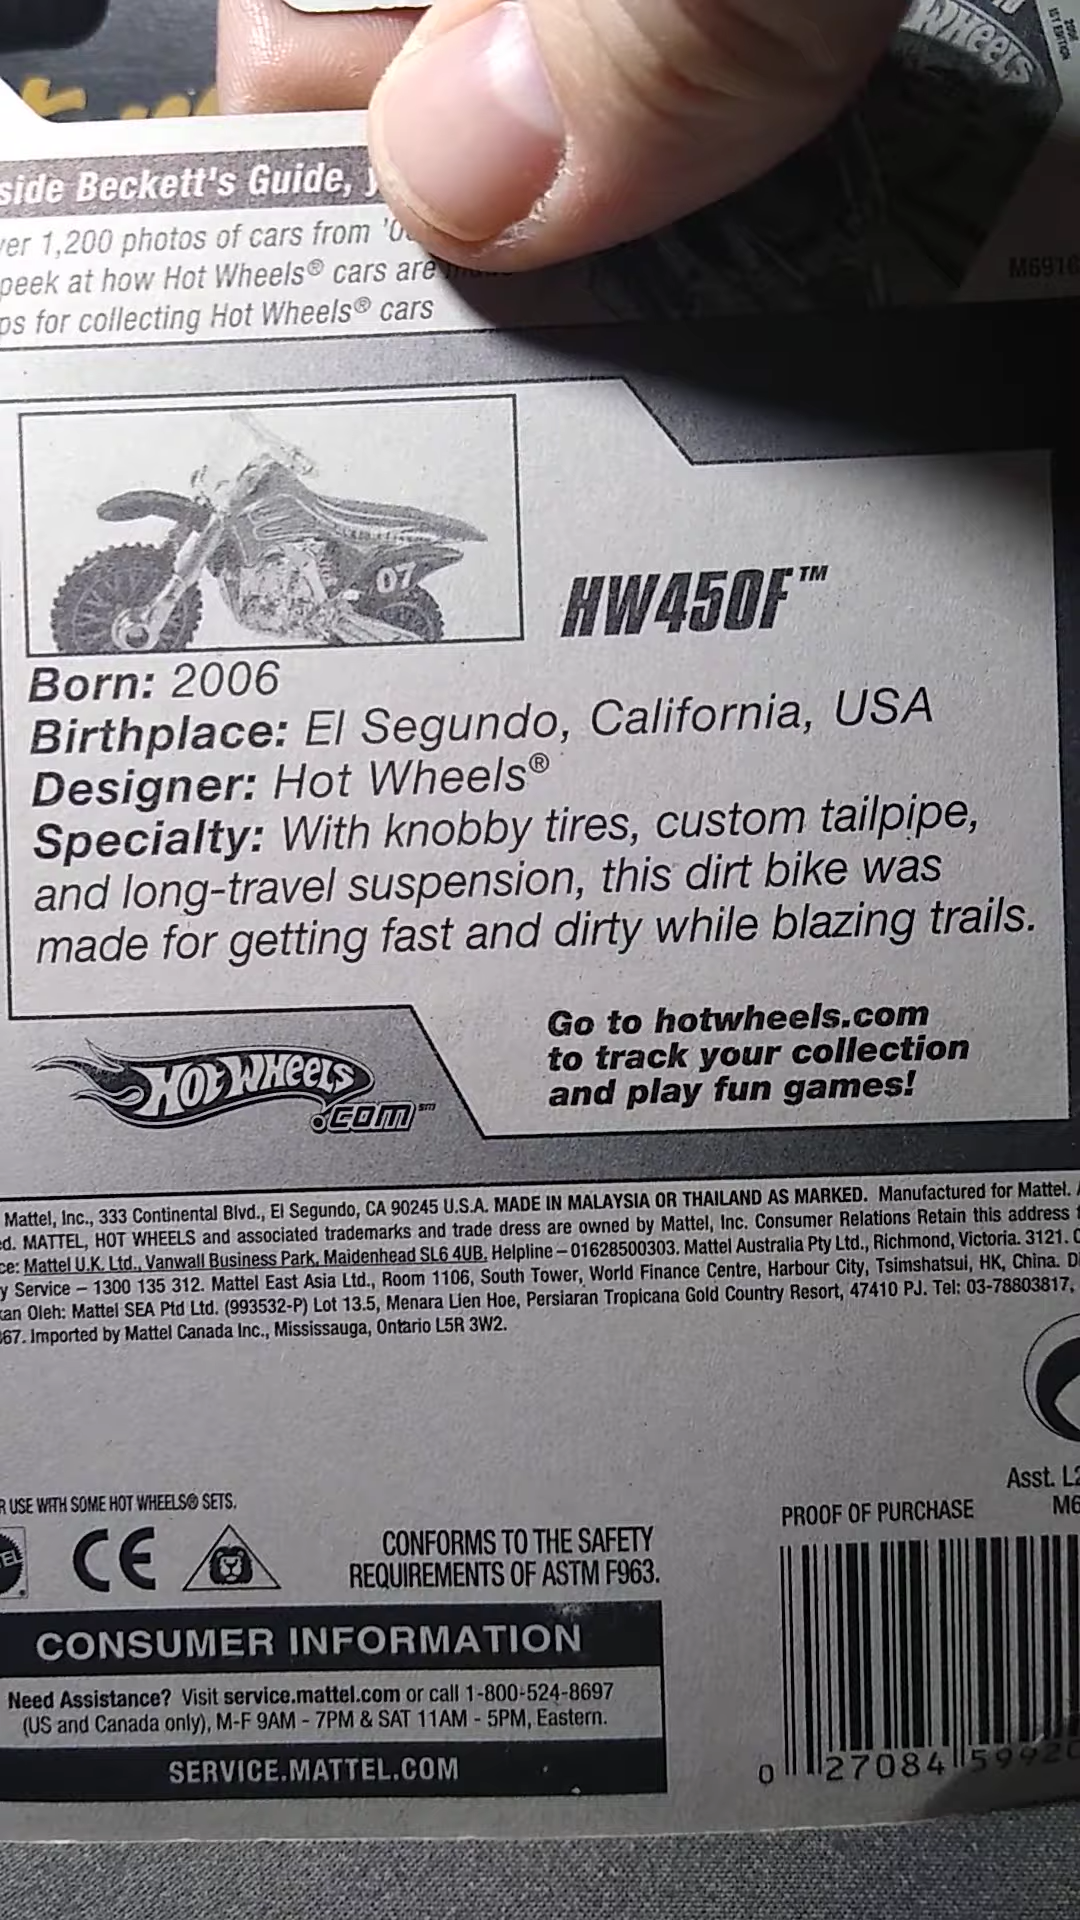 WHEELS
2006
1ST EDITION
side Beckett's Guide,
ver 1,200 photos of cars from
peek at how Hot Wheels® cars are
ps for collecting Hot Wheels® cars
M6916
07
HW450F™
Born: 2006
Birthplace: El Segundo, California, USA
Designer: Hot Wheels®
Specialty: With knobby tires, custom tailpipe,
and long-travel suspension, this dirt bike was
made for getting fast and dirty while blazing trails.
HOT WHEELS
.COM℠
Go to hotwheels.com
to track your collection
and play fun games!
Mattel, Inc., 333 Continental Blvd., El Segundo, CA 90245 U.S.A. MADE IN MALAYSIA OR THAILAND AS MARKED. Manufactured for Mattel.
ed. MATTEL, HOT WHEELS and associated trademarks and trade dress are owned by Mattel, Inc. Consumer Relations Retain this address
ce: Mattel U.K. Ltd., Vanwall Business Park, Maidenhead SL6 4UB. Helpline – 01628500303. Mattel Australia Pty Ltd., Richmond, Victoria. 3121.
y Service – 1300 135 312. Mattel East Asia Ltd., Room 1106, South Tower, World Finance Centre, Harbour City, Tsimshatsui, HK, China.
kan Oleh: Mattel SEA Ptd Ltd. (993532-P) Lot 13.5, Menara Lien Hoe, Persiaran Tropicana Gold Country Resort, 47410 PJ. Tel: 03-78803817,
867. Imported by Mattel Canada Inc., Mississauga, Ontario L5R 3W2.
R USE WITH SOME HOT WHEELS® SETS.
CE
CONFORMS TO THE SAFETY
REQUIREMENTS OF ASTM F963.
Asst. L2
M6
PROOF OF PURCHASE
0 27084 59920
CONSUMER INFORMATION
Need Assistance? Visit service.mattel.com or call 1-800-524-8697
(US and Canada only), M-F 9AM - 7PM & SAT 11AM - 5PM, Eastern.
SERVICE.MATTEL.COM